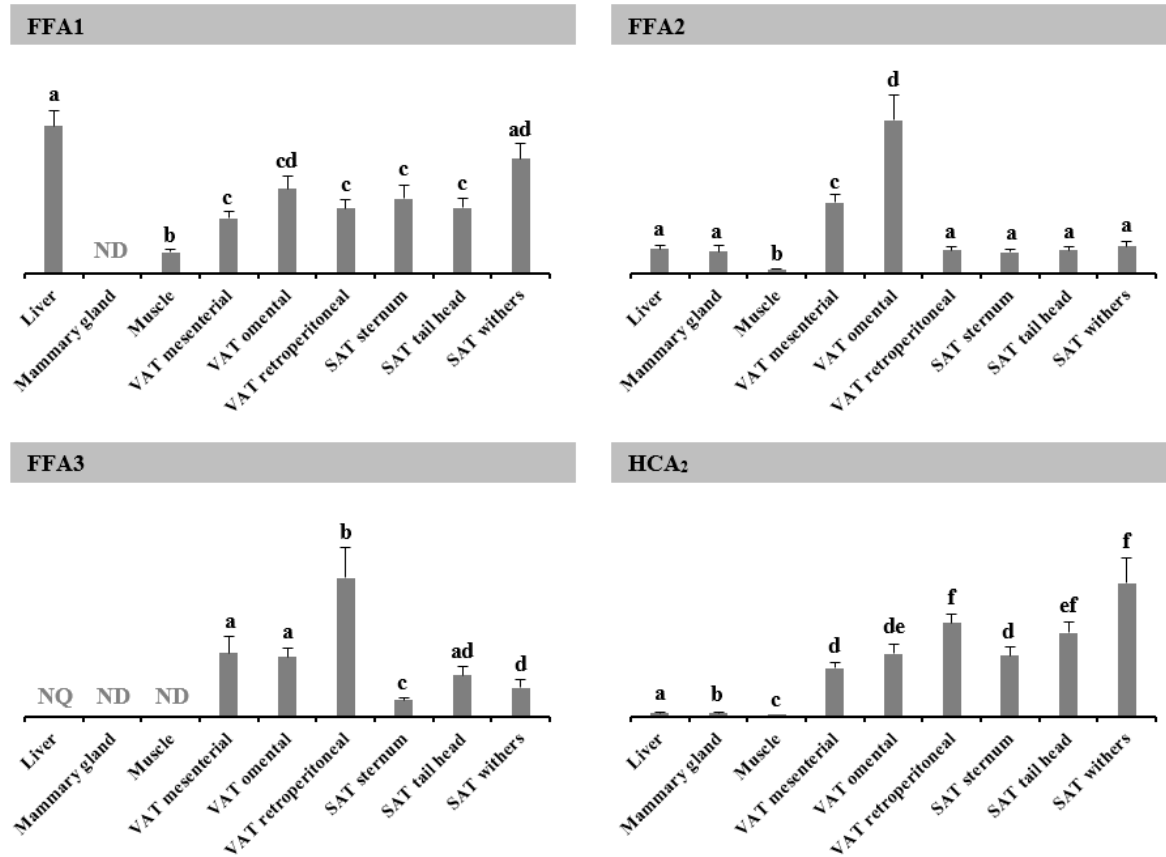 FFA1
a
ND
b
c
cd
c
c
c
ad
Liver
Mammary gland
Muscle
VAT mesenterial
VAT omental
VAT retroperitoneal
SAT sternum
SAT tail head
SAT withers
FFA2
a
a
b
c
d
a
a
a
a
Liver
Mammary gland
Muscle
VAT mesenterial
VAT omental
VAT retroperitoneal
SAT sternum
SAT tail head
SAT withers
FFA3
NQ
ND
ND
a
a
b
c
ad
d
Liver
Mammary gland
Muscle
VAT mesenterial
VAT omental
VAT retroperitoneal
SAT sternum
SAT tail head
SAT withers
HCA₂
a
b
c
d
de
f
d
ef
f
Liver
Mammary gland
Muscle
VAT mesenterial
VAT omental
VAT retroperitoneal
SAT sternum
SAT tail head
SAT withers